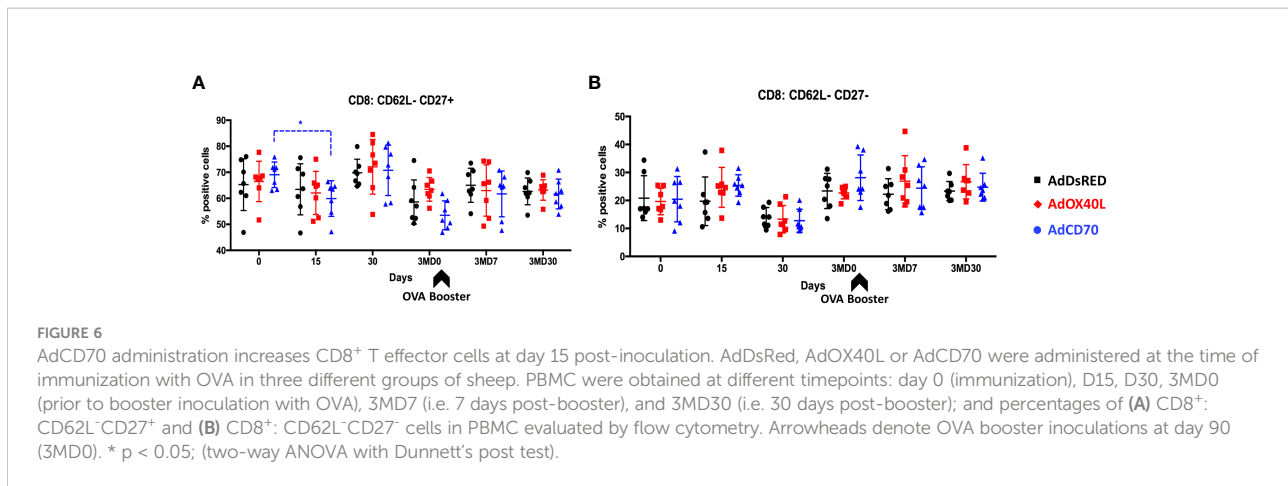 A
CD8: CD62L- CD27+
% positive cells
90
80
70
60
50
40
*
0
15
30
3MD0
3MD7
3MD30
Days
OVA Booster
B
CD8: CD62L- CD27-
% positive cells
50
40
30
20
10
0
0
15
30
3MD0
3MD7
3MD30
Days
OVA Booster
AdDsRED
AdOX40L
AdCD70
FIGURE 6
AdCD70 administration increases CD8⁺ T effector cells at day 15 post-inoculation. AdDsRed, AdOX40L or AdCD70 were administered at the time of
immunization with OVA in three different groups of sheep. PBMC were obtained at different timepoints: day 0 (immunization), D15, D30, 3MD0
(prior to booster inoculation with OVA), 3MD7 (i.e. 7 days post-booster), and 3MD30 (i.e. 30 days post-booster); and percentages of (A) CD8⁺:
CD62L⁻CD27⁺ and (B) CD8⁺: CD62L⁻CD27⁻ cells in PBMC evaluated by flow cytometry. Arrowheads denote OVA booster inoculations at day 90
(3MD0). * p < 0.05; (two-way ANOVA with Dunnett's post test).